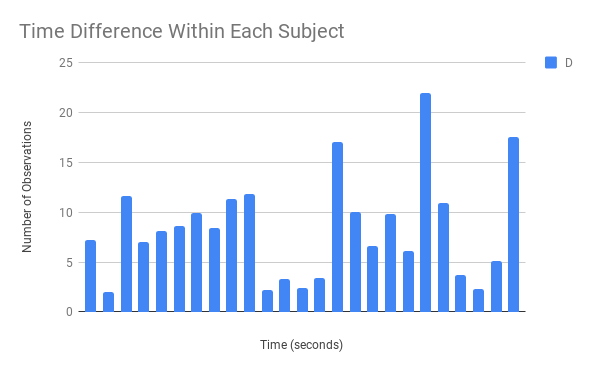 Time Difference Within Each Subject
D
25
20
15
10
5
0
Number of Observations
Time (seconds)